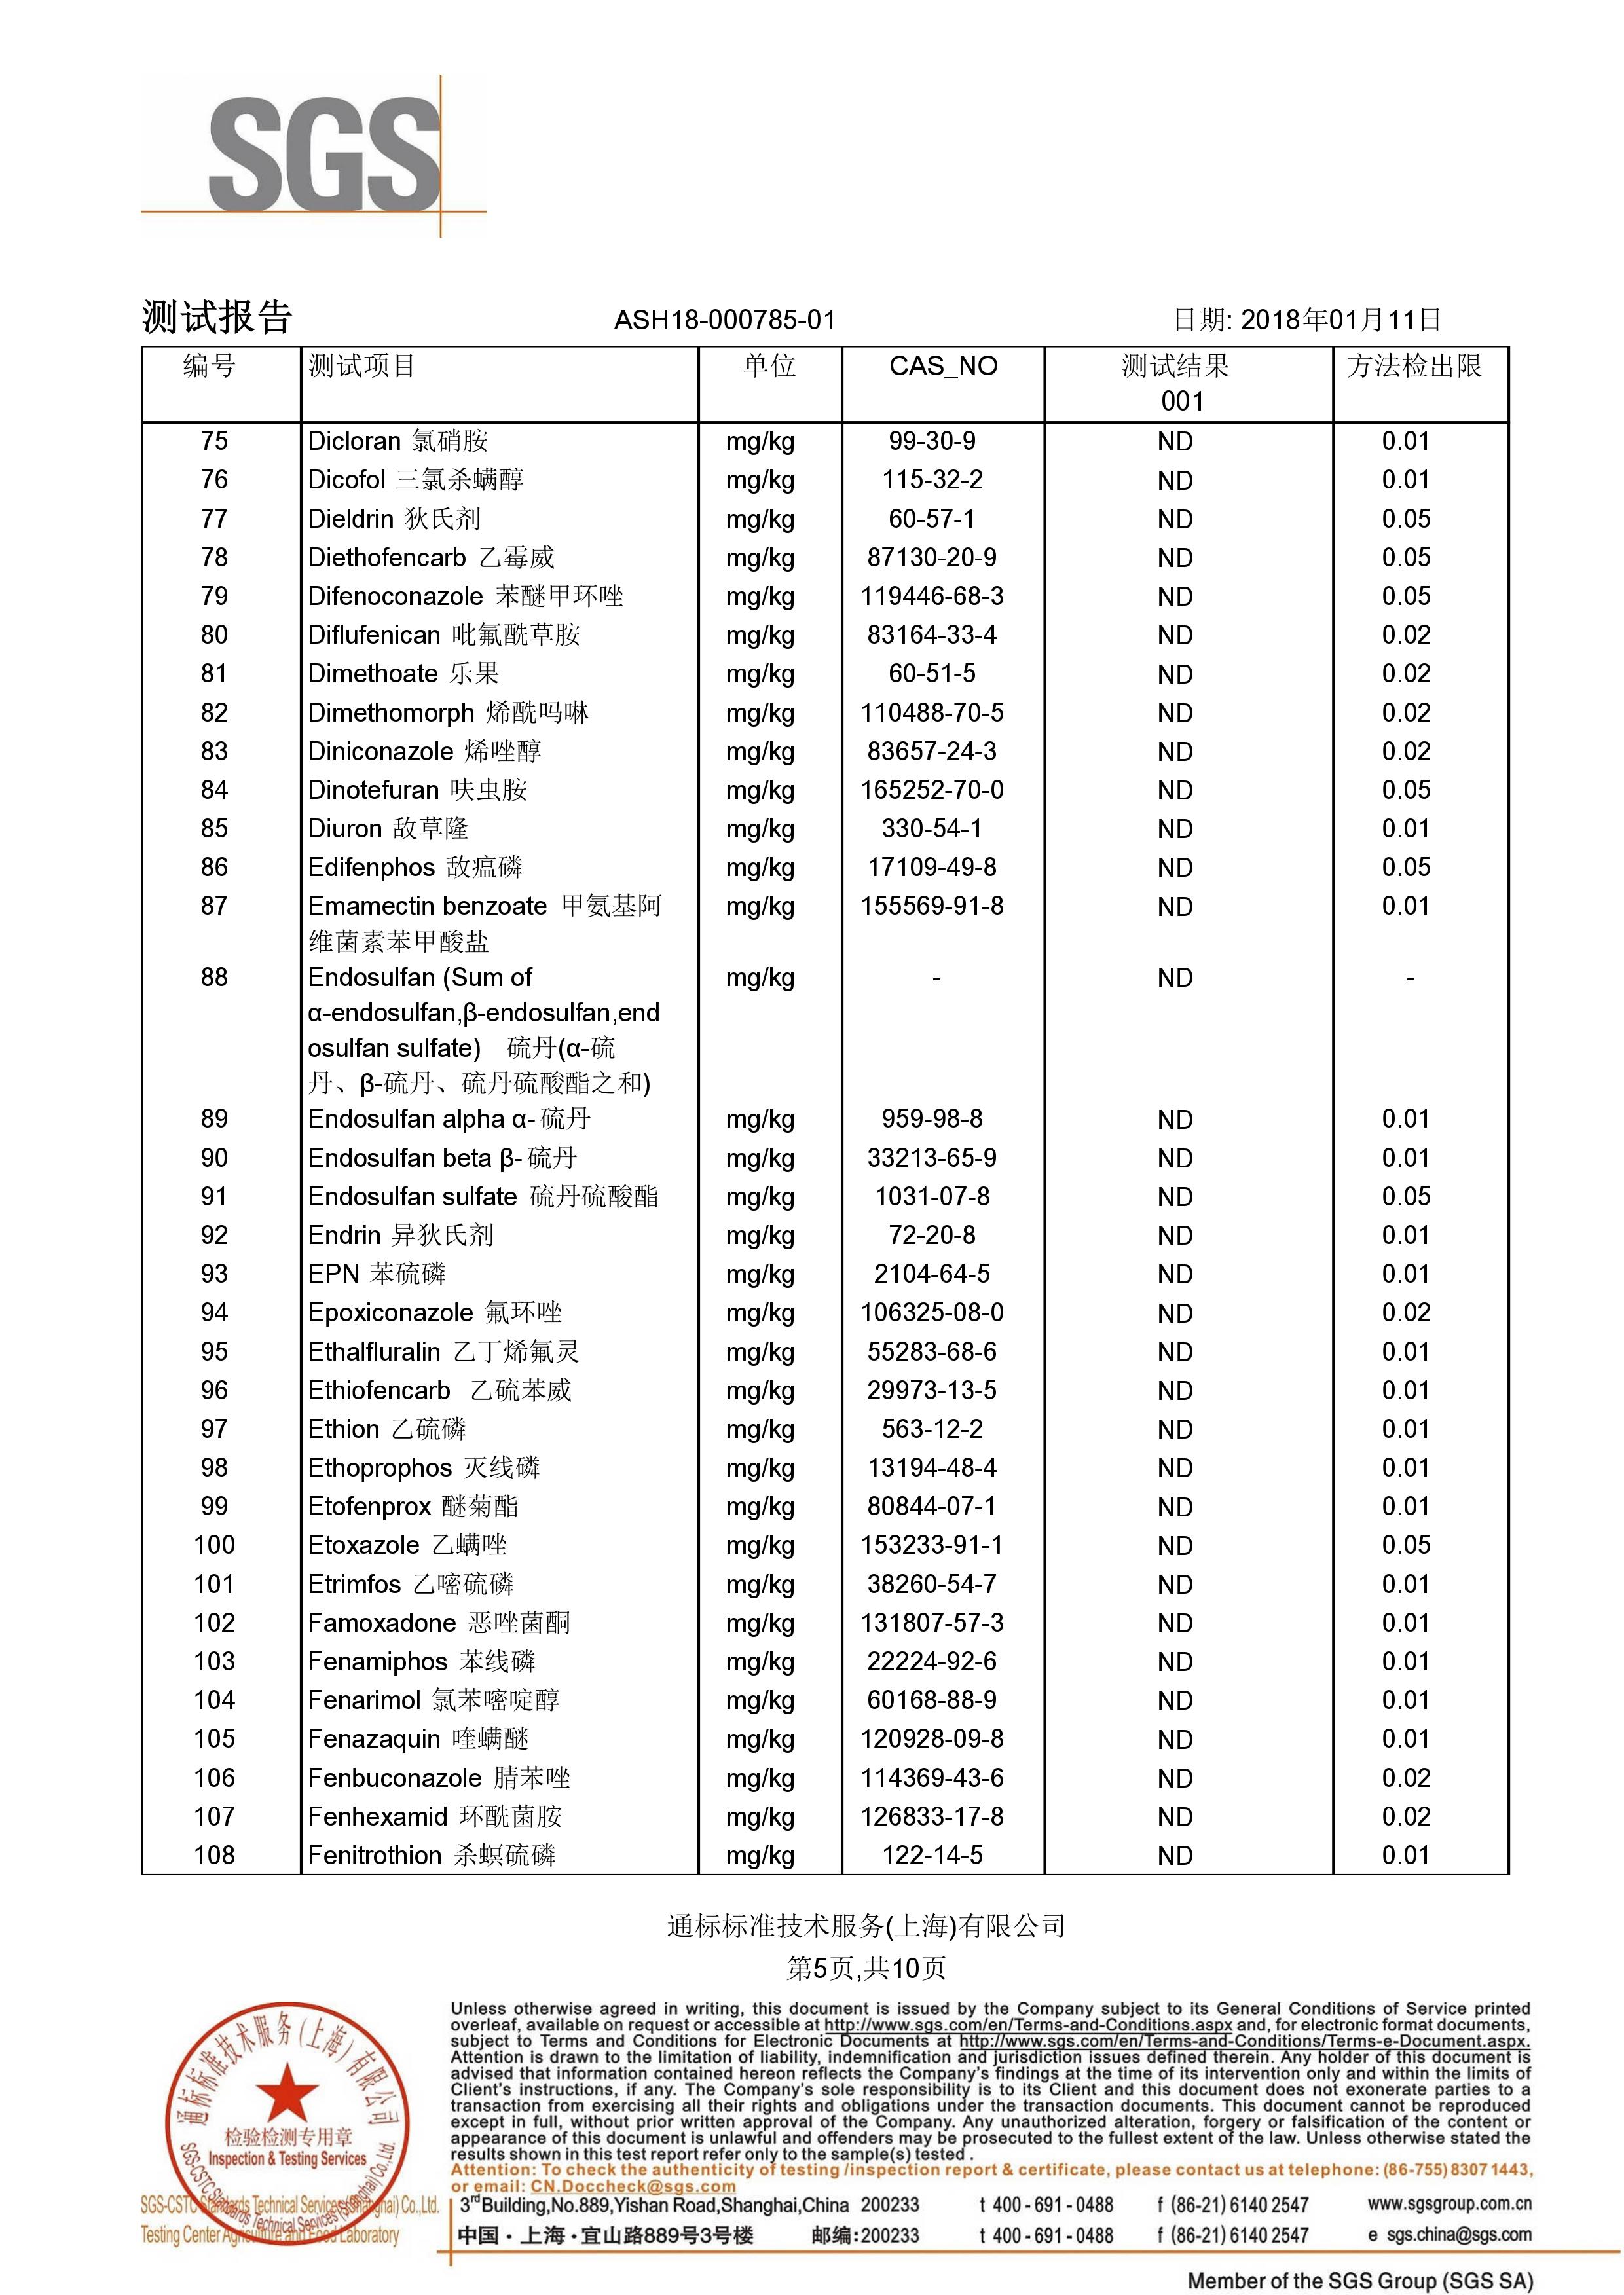 SGS
测试报告 ASH18-000785-01 日期: 2018年01月11日
编号 测试项目 单位 CAS_NO 测试结果 方法检出限
001
75 Dicloran 氯硝胺 mg/kg 99-30-9 ND 0.01
76 Dicofol 三氯杀螨醇 mg/kg 115-32-2 ND 0.01
77 Dieldrin 狄氏剂 mg/kg 60-57-1 ND 0.05
78 Diethofencarb 乙霉威 mg/kg 87130-20-9 ND 0.05
79 Difenoconazole 苯醚甲环唑 mg/kg 119446-68-3 ND 0.05
80 Diflufenican 吡氟酰草胺 mg/kg 83164-33-4 ND 0.02
81 Dimethoate 乐果 mg/kg 60-51-5 ND 0.02
82 Dimethomorph 烯酰吗啉 mg/kg 110488-70-5 ND 0.02
83 Diniconazole 烯唑醇 mg/kg 83657-24-3 ND 0.02
84 Dinotefuran 呋虫胺 mg/kg 165252-70-0 ND 0.05
85 Diuron 敌草隆 mg/kg 330-54-1 ND 0.01
86 Edifenphos 敌瘟磷 mg/kg 17109-49-8 ND 0.05
87 Emamectin benzoate 甲氨基阿 mg/kg 155569-91-8 ND 0.01
维菌素苯甲酸盐
88 Endosulfan (Sum of mg/kg - ND -
α-endosulfan,β-endosulfan,end
osulfan sulfate) 硫丹(α-硫
丹、β-硫丹、硫丹硫酸酯之和)
89 Endosulfan alpha α-硫丹 mg/kg 959-98-8 ND 0.01
90 Endosulfan beta β-硫丹 mg/kg 33213-65-9 ND 0.01
91 Endosulfan sulfate 硫丹硫酸酯 mg/kg 1031-07-8 ND 0.05
92 Endrin 异狄氏剂 mg/kg 72-20-8 ND 0.01
93 EPN 苯硫磷 mg/kg 2104-64-5 ND 0.01
94 Epoxiconazole 氟环唑 mg/kg 106325-08-0 ND 0.02
95 Ethalfluralin 乙丁烯氟灵 mg/kg 55283-68-6 ND 0.01
96 Ethiofencarb 乙硫苯威 mg/kg 29973-13-5 ND 0.01
97 Ethion 乙硫磷 mg/kg 563-12-2 ND 0.01
98 Ethoprophos 灭线磷 mg/kg 13194-48-4 ND 0.01
99 Etofenprox 醚菊酯 mg/kg 80844-07-1 ND 0.01
100 Etoxazole 乙螨唑 mg/kg 153233-91-1 ND 0.05
101 Etrimfos 乙嘧硫磷 mg/kg 38260-54-7 ND 0.01
102 Famoxadone 恶唑菌酮 mg/kg 131807-57-3 ND 0.01
103 Fenamiphos 苯线磷 mg/kg 22224-92-6 ND 0.01
104 Fenarimol 氯苯嘧啶醇 mg/kg 60168-88-9 ND 0.01
105 Fenazaquin 喹螨醚 mg/kg 120928-09-8 ND 0.01
106 Fenbuconazole 腈苯唑 mg/kg 114369-43-6 ND 0.02
107 Fenhexamid 环酰菌胺 mg/kg 126833-17-8 ND 0.02
108 Fenitrothion 杀螟硫磷 mg/kg 122-14-5 ND 0.01
通标标准技术服务(上海)有限公司
第5页,共10页
通标标准技术服务(上海)有限公司
检验检测专用章
Inspection & Testing Services
SGS-CSTC Standards Technical Services (Shanghai) Co.,Ltd.
Unless otherwise agreed in writing, this document is issued by the Company subject to its General Conditions of Service printed
overleaf, available on request or accessible at http://www.sgs.com/en/Terms-and-Conditions.aspx and, for electronic format documents,
subject to Terms and Conditions for Electronic Documents at http://www.sgs.com/en/Terms-and-Conditions/Terms-e-Document.aspx.
Attention is drawn to the limitation of liability, indemnification and jurisdiction issues defined therein. Any holder of this document is
advised that information contained hereon reflects the Company's findings at the time of its intervention only and within the limits of
Client's instructions, if any. The Company's sole responsibility is to its Client and this document does not exonerate parties to a
transaction from exercising all their rights and obligations under the transaction documents. This document cannot be reproduced
except in full, without prior written approval of the Company. Any unauthorized alteration, forgery or falsification of the content or
appearance of this document is unlawful and offenders may be prosecuted to the fullest extent of the law. Unless otherwise stated the
results shown in this test report refer only to the sample(s) tested .
Attention: To check the authenticity of testing /inspection report & certificate, please contact us at telephone: (86-755) 8307 1443,
or email: CN.Doccheck@sgs.com
SGS-CSTC Standards Technical Services (Shanghai) Co.,Ltd.
Testing Center Agriculture and Food Laboratory
3rd Building,No.889,Yishan Road,Shanghai,China 200233 t 400-691-0488 f (86-21) 6140 2547 www.sgsgroup.com.cn
中国·上海·宜山路889号3号楼 邮编:200233 t 400-691-0488 f (86-21) 6140 2547 e sgs.china@sgs.com
Member of the SGS Group (SGS SA)